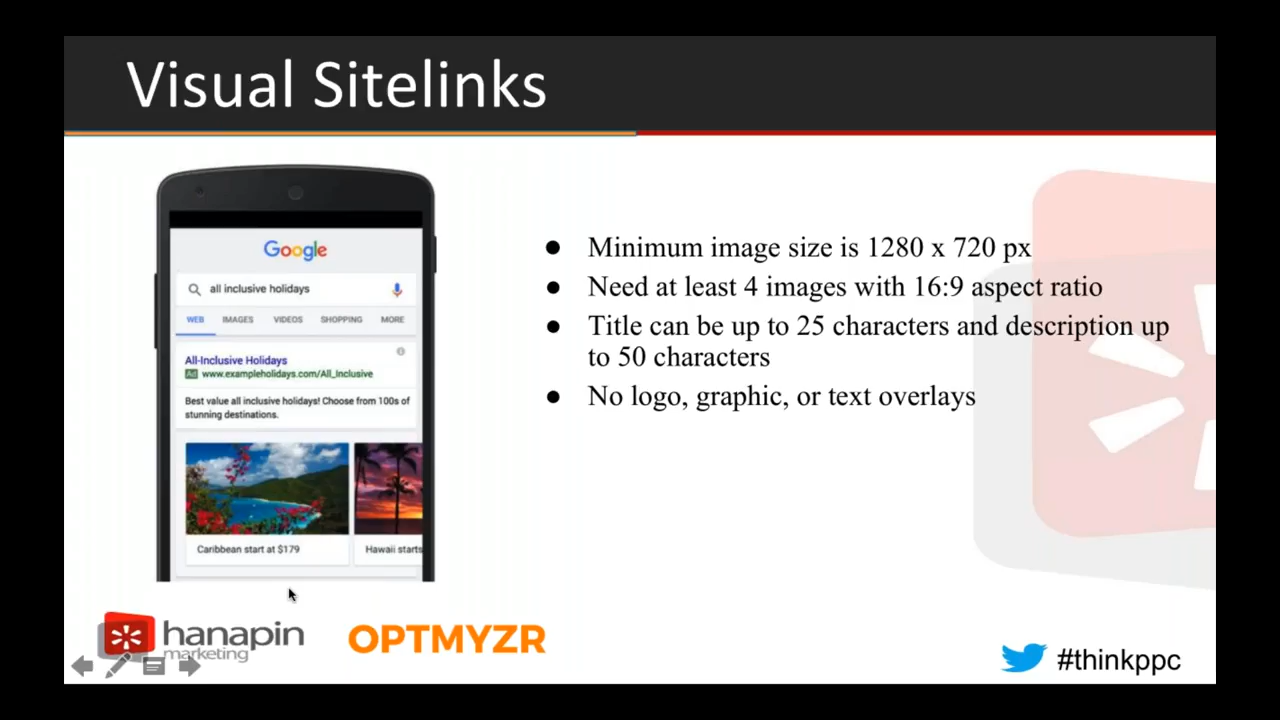 Visual Sitelinks
Google
all inclusive holidays
WEB IMAGES VIDEOS SHOPPING MORE
All-Inclusive Holidays
Ad www.exampleholidays.com/All_Inclusive
Best value all inclusive holidays! Choose from 100s of
stunning destinations.
Caribbean start at $179
Hawaii starts
● Minimum image size is 1280 x 720 px
● Need at least 4 images with 16:9 aspect ratio
● Title can be up to 25 characters and description up
to 50 characters
● No logo, graphic, or text overlays
hanapin
marketing
OPTMYZR
#thinkppc